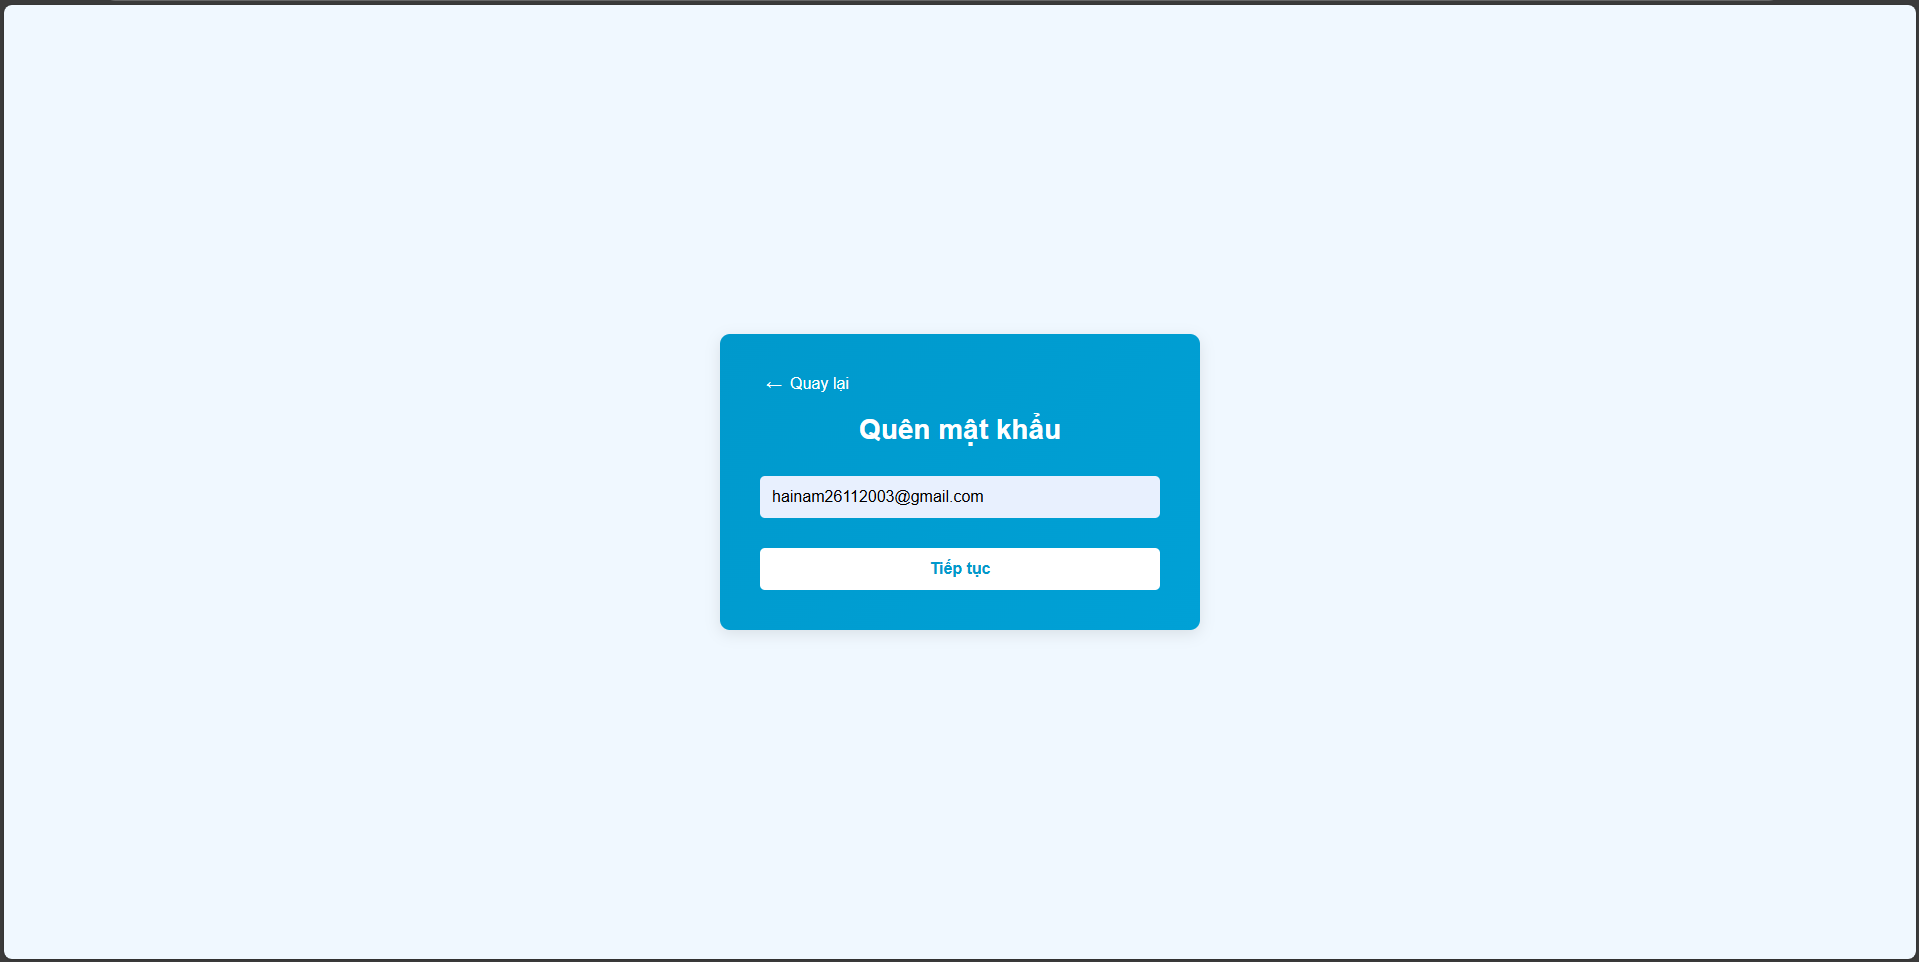 ← Quay lại
Quên mật khẩu
hainam26112003@gmail.com
Tiếp tục